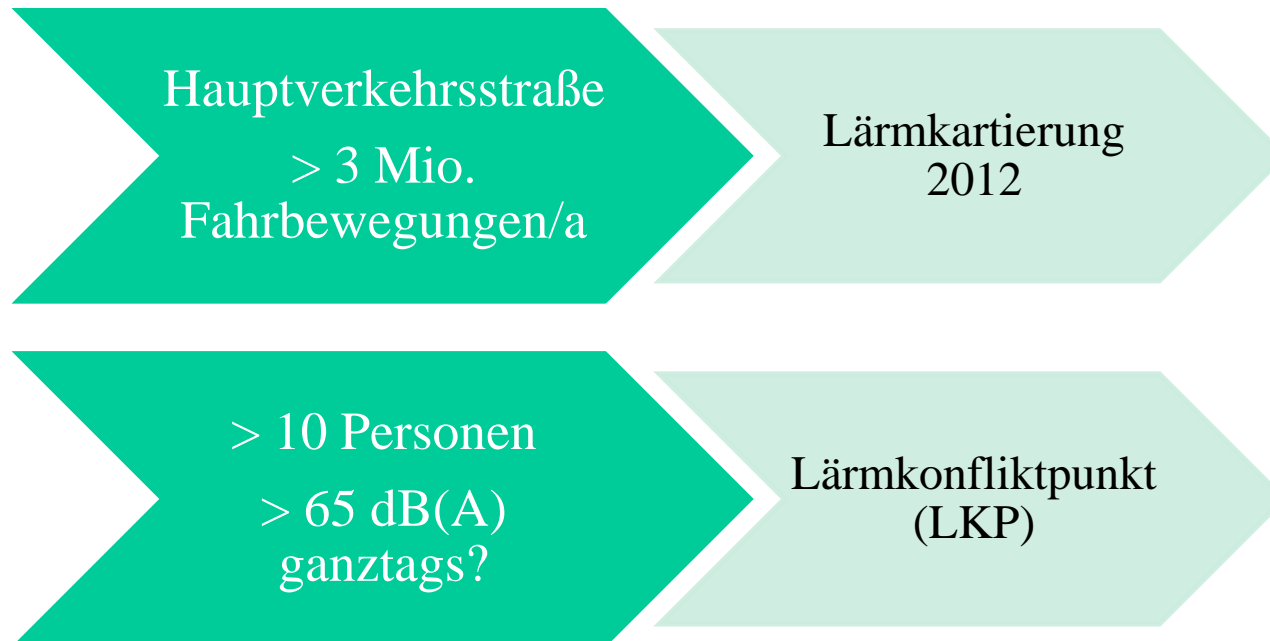 Hauptverkehrsstraße
> 3 Mio.
Fahrbewegungen/a
Lärmkartierung
2012
> 10 Personen
> 65 dB(A)
ganztags?
Lärmkonfliktpunkt
(LKP)